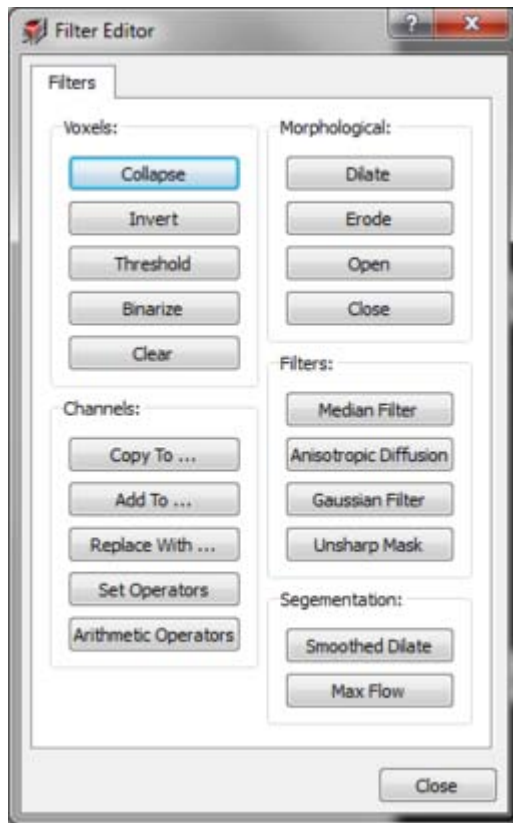 Filter Editor
Filters
Voxels:
Collapse
Invert
Threshold
Binarize
Clear
Channels:
Copy To ...
Add To ...
Replace With ...
Set Operators
Arithmetic Operators
Morphological:
Dilate
Erode
Open
Close
Filters:
Median Filter
Anisotropic Diffusion
Gaussian Filter
Unsharp Mask
Segementation:
Smoothed Dilate
Max Flow
Close